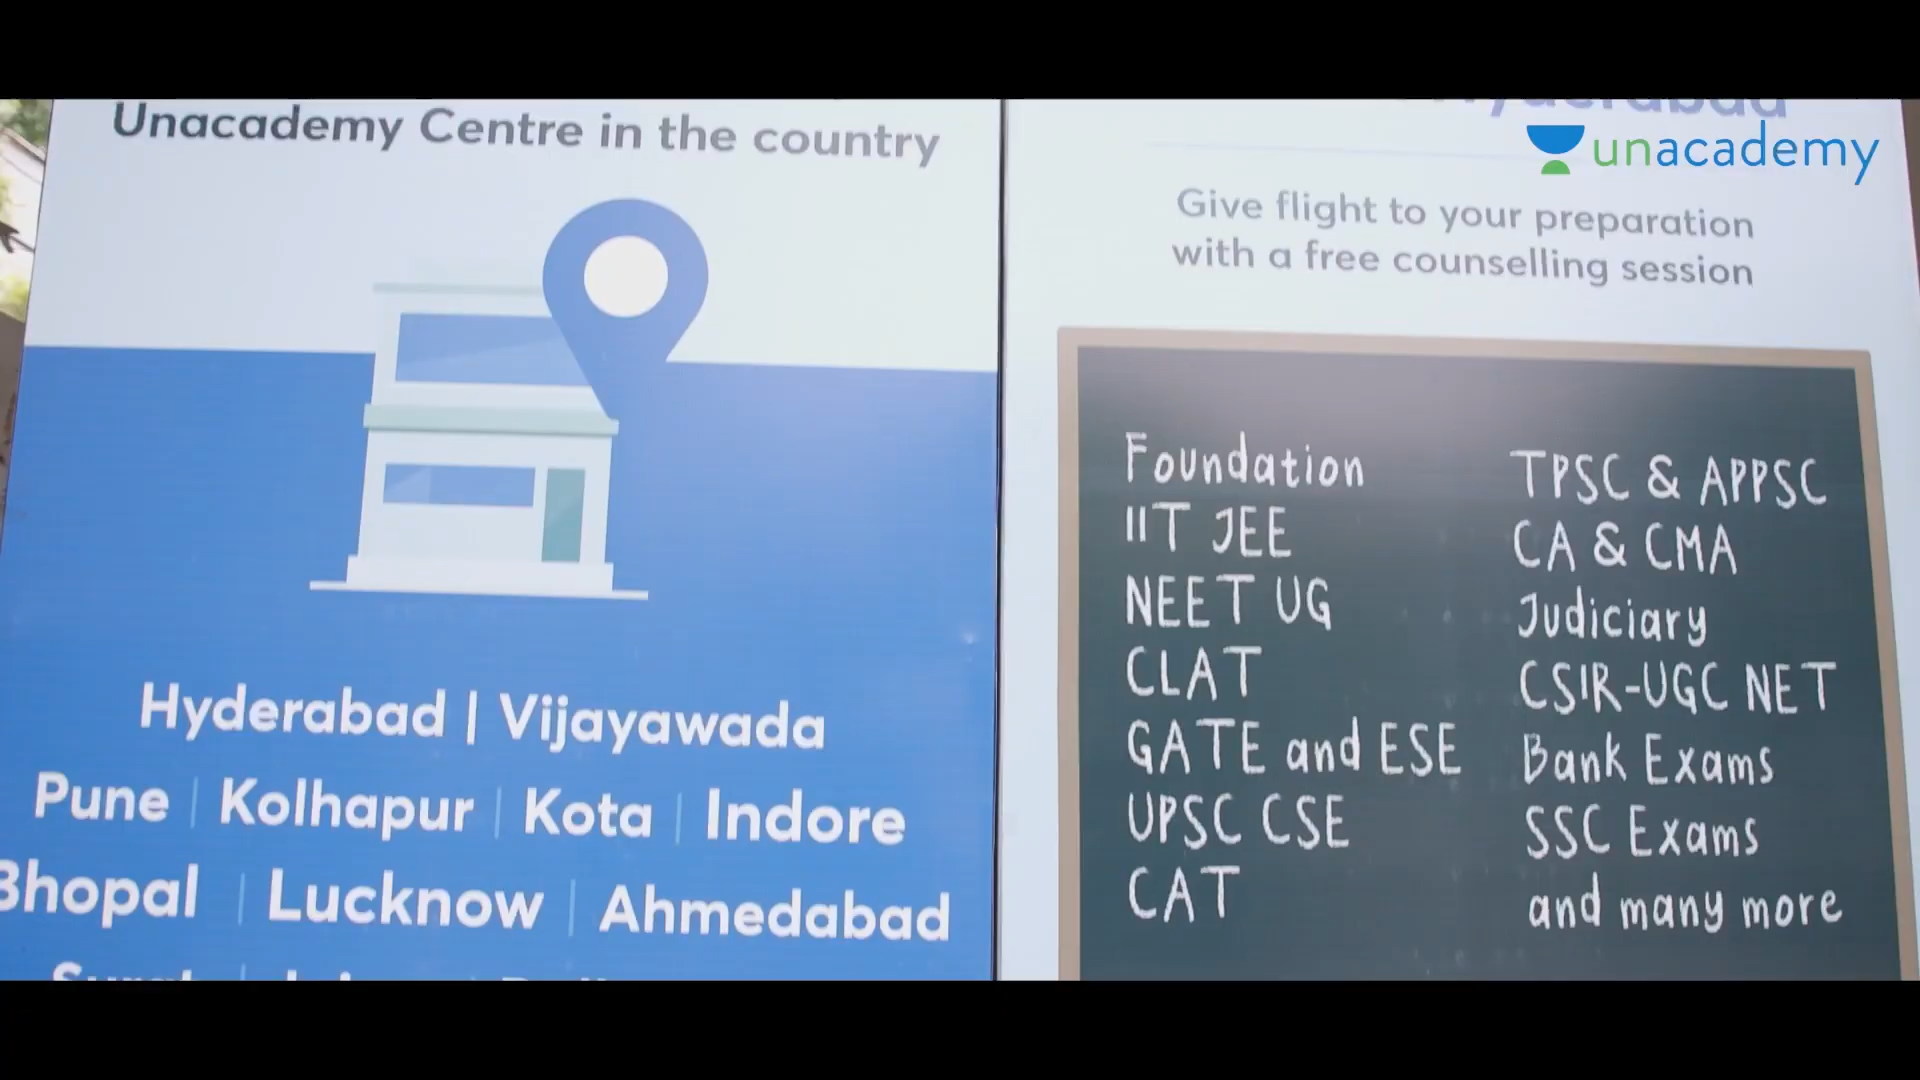 Unacademy Centre in the country
Hyderabad | Vijayawada
Pune | Kolhapur | Kota | Indore
Bhopal | Lucknow | Ahmedabad
Hyderabad
unacademy
Give flight to your preparation
with a free counselling session
Foundation
IIT JEE
NEET UG
CLAT
GATE and ESE
UPSC CSE
CAT
TPSC & APPSC
CA & CMA
Judiciary
CSIR-UGC NET
Bank Exams
SSC Exams
and many more